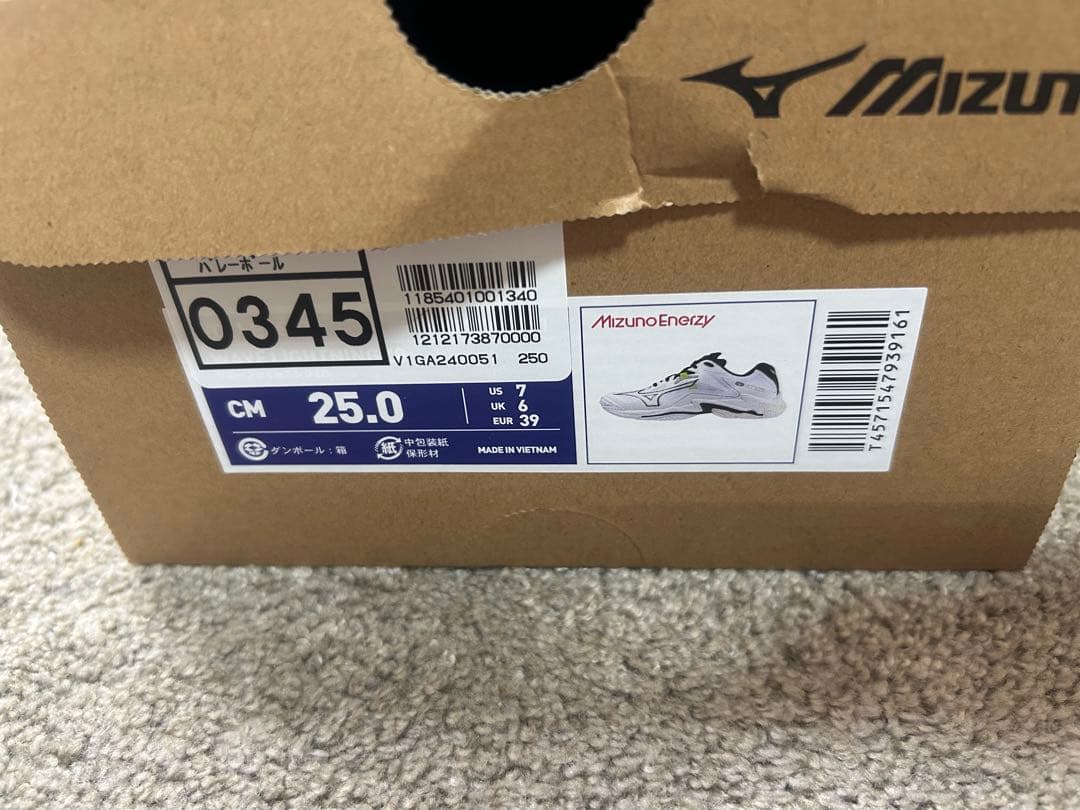 MIZUN
バレーボール
0345
1185401001340
1212173870000
V1GA240051 250
CM 25.0
US 7
UK 6
EUR 39
ダンボール：箱
紙 中包装紙
保形材
MADE IN VIETNAM
MizunoEnerzy
T4571547939161